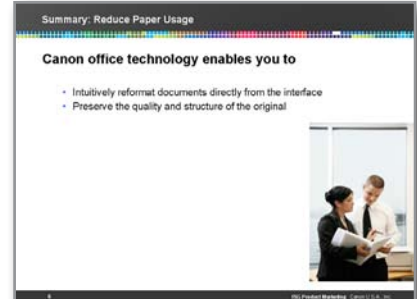 Summary: Reduce Paper Usage
Canon office technology enables you to
• Intuitively reformat documents directly from the interface
• Preserve the quality and structure of the original
6
ISG Product Marketing Canon U.S.A., Inc.